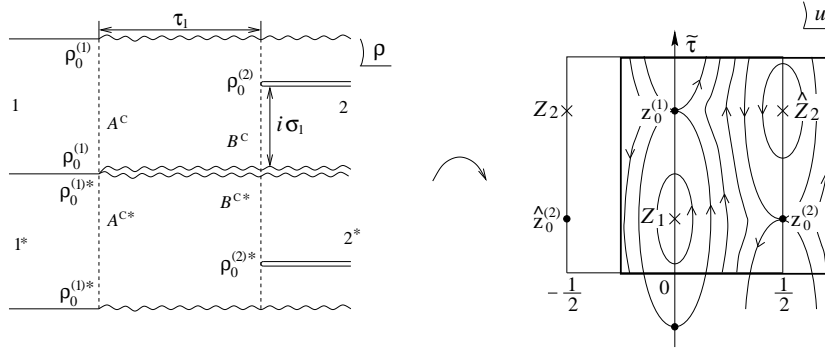 τ₁
ρ₀⁽¹⁾
ρ
1
A^C
ρ₀⁽²⁾
2
iσ₁
B^C
ρ₀⁽¹⁾
ρ₀⁽¹⁾*
B^C*
A^C*
1*
2*
ρ₀⁽²⁾*
ρ₀⁽¹⁾*
u
τ̃
Z₂
z₀⁽¹⁾
Ẑ₂
ẑ₀⁽²⁾
Z₁
z₀⁽²⁾
-1/2
0
1/2